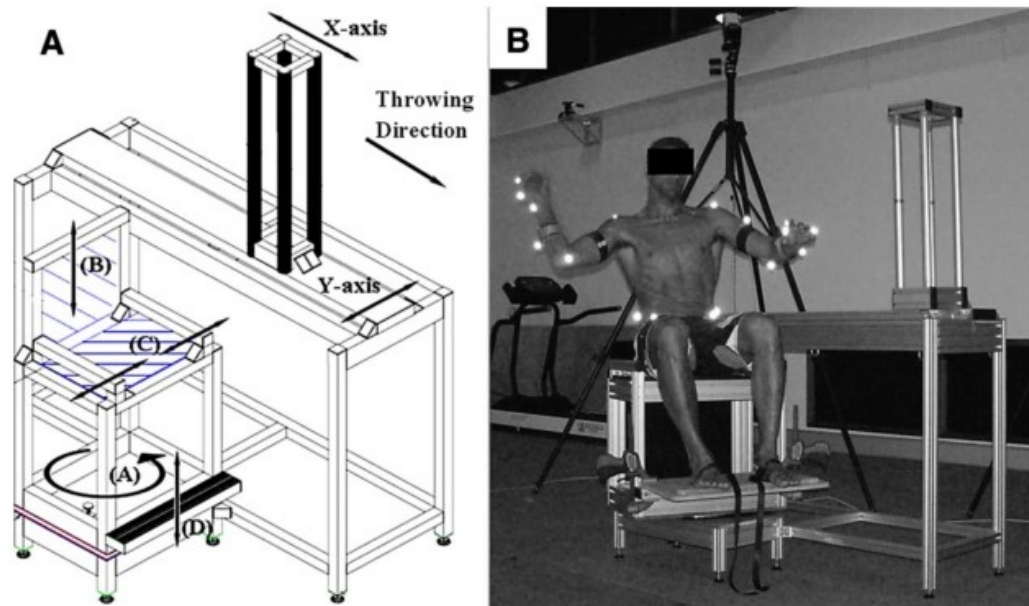 A
X-axis
Throwing
Direction
(B)
Y-axis
(C)
(A)
(D)
B